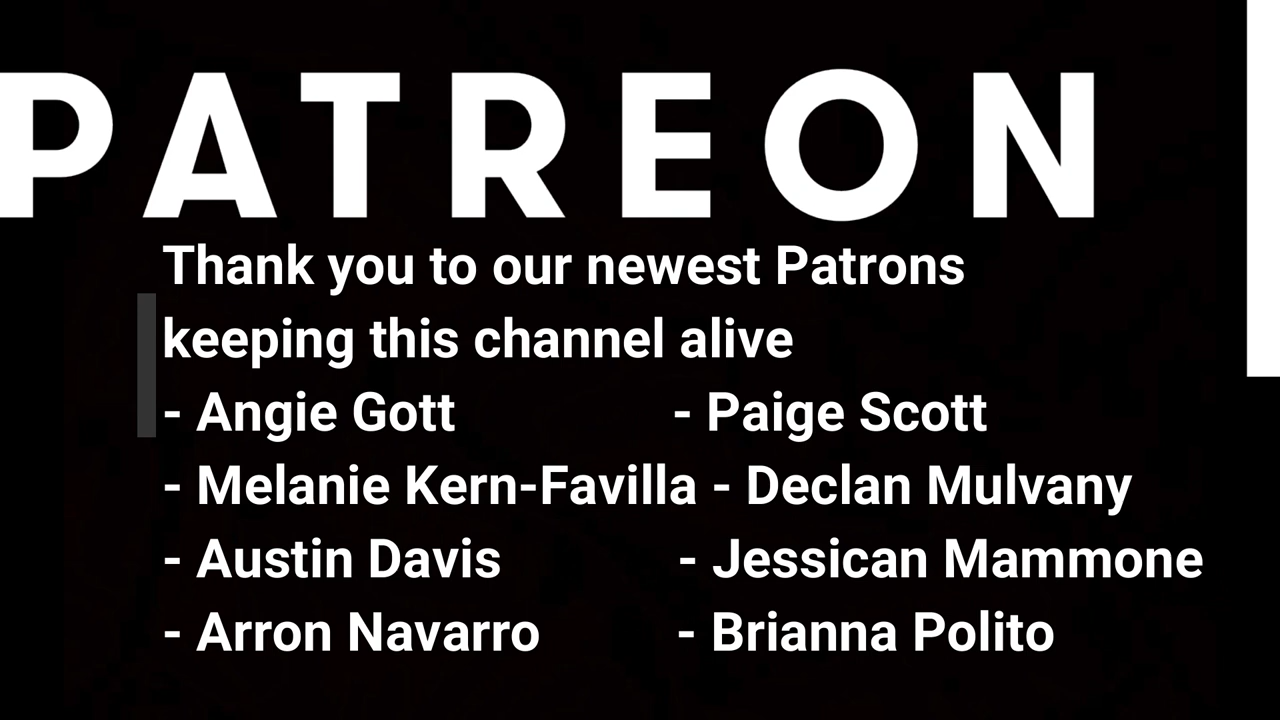 PATREON
Thank you to our newest Patrons
keeping this channel alive
- Angie Gott - Paige Scott
- Melanie Kern-Favilla - Declan Mulvany
- Austin Davis - Jessican Mammone
- Arron Navarro - Brianna Polito